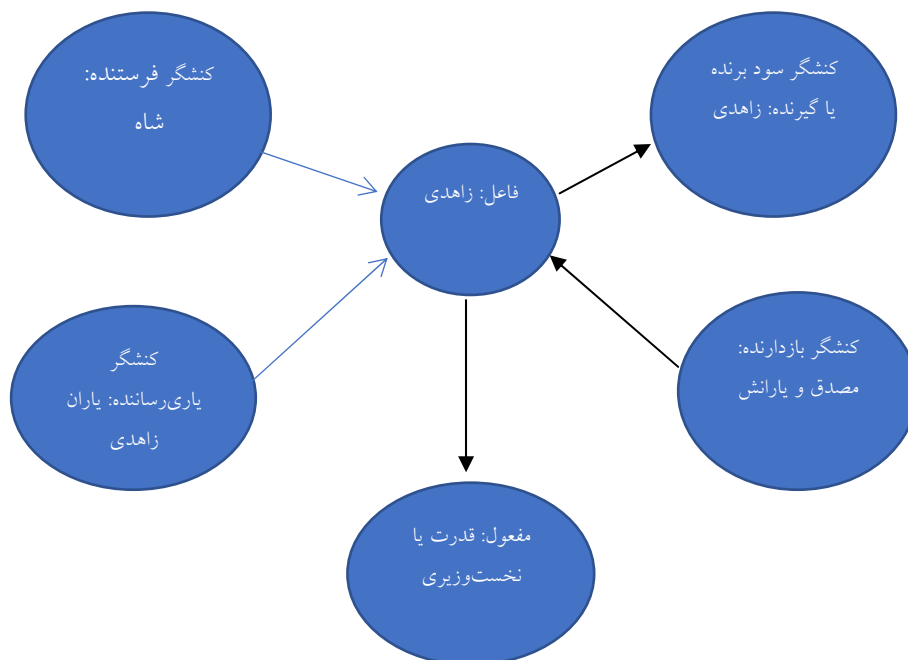 کنشگر سود برنده
یا گیرنده: زاهدی
کنشگر فرستنده:
شاه
فاعل: زاهدی
کنشگر بازدارنده:
مصدق و یارانش
کنشگر
یاری‌رساننده: یاران
زاهدی
مفعول: قدرت یا
نخست‌وزیری